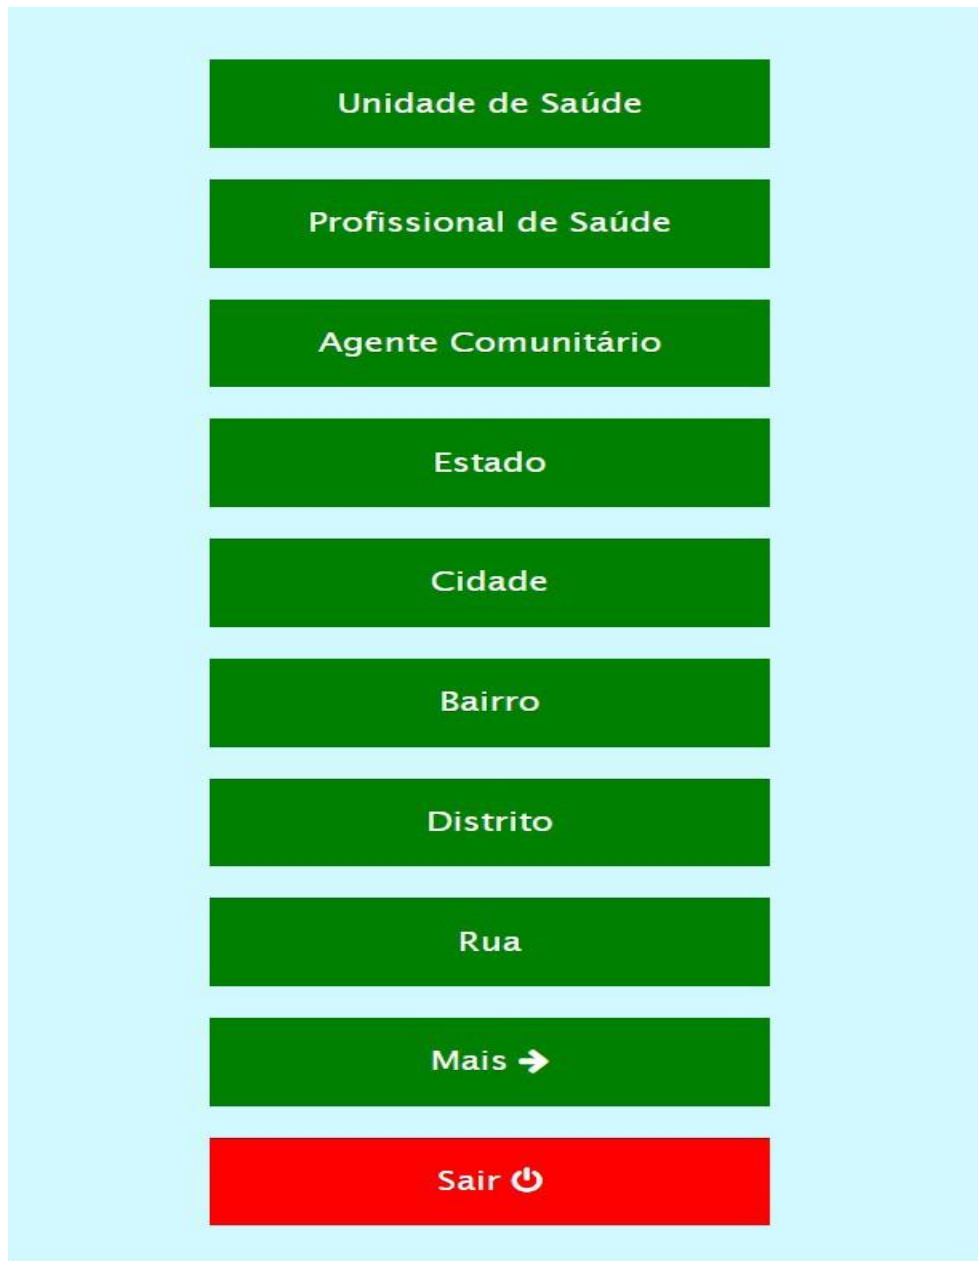 Unidade de Saúde
Profissional de Saúde
Agente Comunitário
Estado
Cidade
Bairro
Distrito
Rua
Mais
Sair